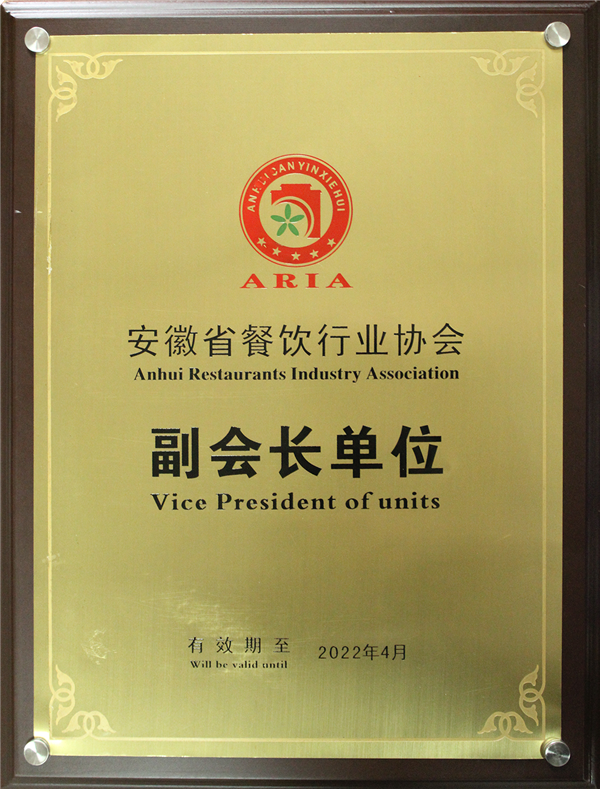 ANHUICANYINXIEHUI
ARIA
安徽省餐饮行业协会
Anhui Restaurants Industry Association
副会长单位
Vice President of units
有效期至 2022年4月
Will be valid until